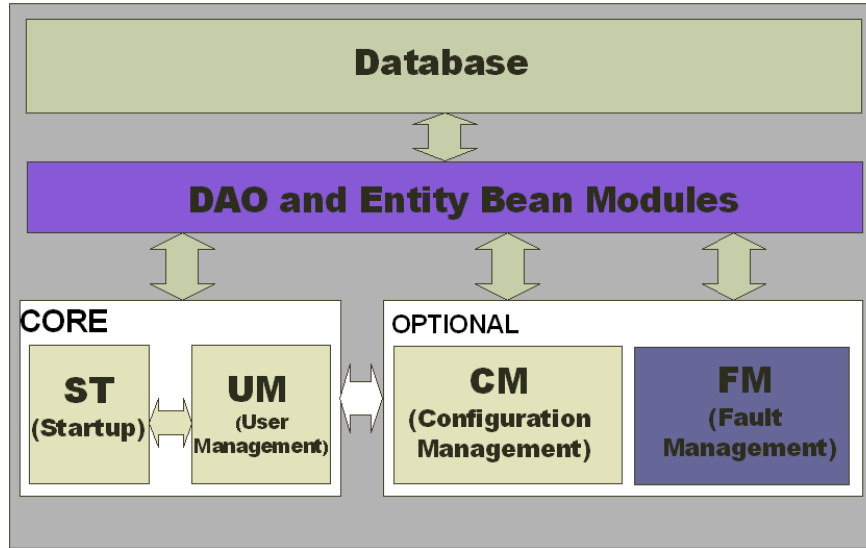 Database
DAO and Entity Bean Modules
CORE
ST
(Startup)
UM
(User
Management)
OPTIONAL
CM
(Configuration
Management)
FM
(Fault
Management)